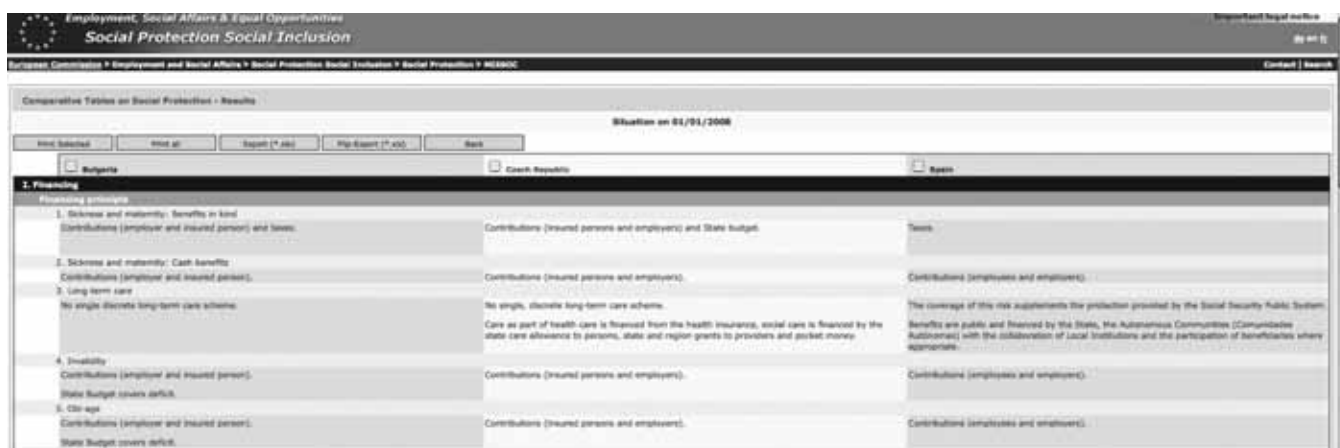 Employment, Social Affairs & Equal Opportunities
Important legal notice
Social Protection Social Inclusion
de en fr
European Commission > Employment and Social Affairs > Social Protection Social Inclusion > Social Protection > MISSOC
Contact | Search
Comparative Tables on Social Protection - Results
Situation on 01/01/2008
Print Selected Print all Export (*.xls) Flip-Export (*.xls) Back
Bulgaria Czech Republic Spain
I. Financing
Financing principle
1. Sickness and maternity: Benefits in kind
Contributions (employer and insured person) and taxes. Contributions (insured persons and employers) and State budget. Taxes.
2. Sickness and maternity: Cash benefits
Contributions (employer and insured person). Contributions (insured persons and employers). Contributions (employees and employers).
3. Long-term care
No single discrete long-term care scheme. No single, discrete long-term care scheme. The coverage of this risk supplements the protection provided by the Social Security Public System.
Care as part of health care is financed from the health insurance, social care is financed by the Benefits are public and financed by the State, the Autonomous Communities (Comunidades
state care allowance to persons, state and region grants to providers and pocket money. Autónomas) with the collaboration of Local Institutions and the participation of beneficiaries where
appropriate.
4. Invalidity
Contributions (employer and insured person). Contributions (insured persons and employers). Contributions (employees and employers).
State Budget covers deficit.
5. Old-age
Contributions (employer and insured person). Contributions (insured persons and employers). Contributions (employees and employers).
State Budget covers deficit.